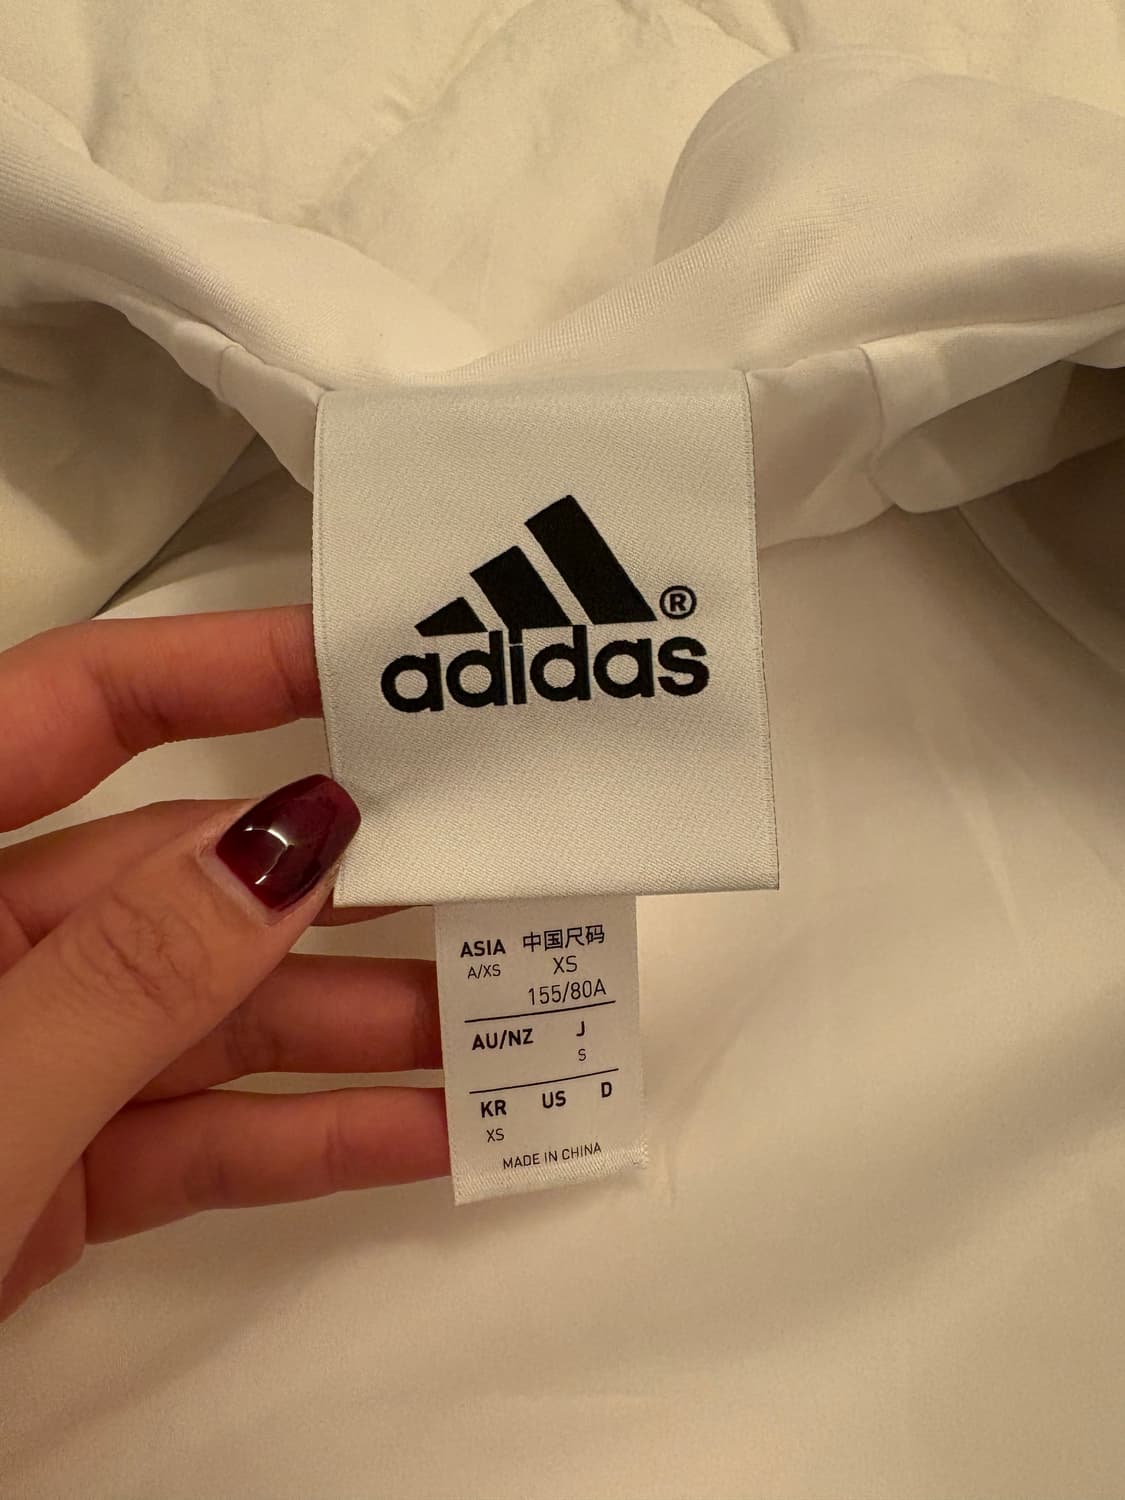 adidas®
ASIA 中国尺码
A/XS XS
155/80A
AU/NZ J
S
KR US D
XS
MADE IN CHINA